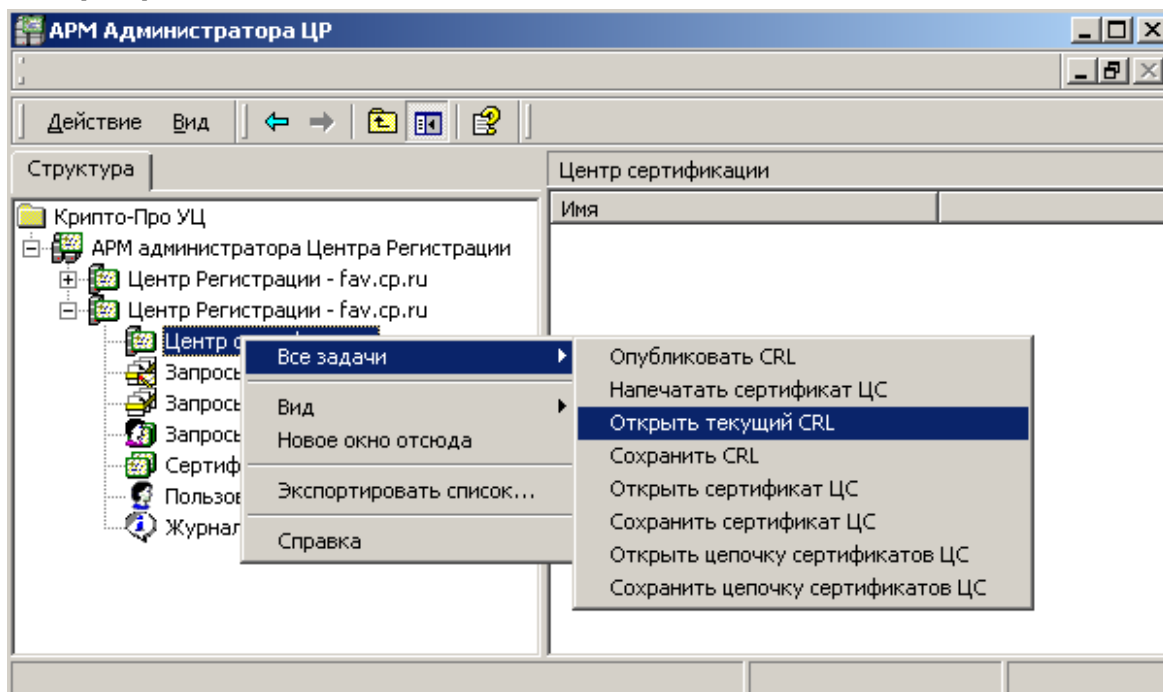 АРМ Администратора ЦР
Действие Вид
Структура
Центр сертификации
Имя
Крипто-Про УЦ
АРМ администратора Центра Регистрации
Центр Регистрации - fav.cp.ru
Центр Регистрации - fav.cp.ru
Центр
Запросы
Запросы
Запросы
Сертиф
Пользов
Журнал
Все задачи
Вид
Новое окно отсюда
Экспортировать список...
Справка
Опубликовать CRL
Напечатать сертификат ЦС
Открыть текущий CRL
Сохранить CRL
Открыть сертификат ЦС
Сохранить сертификат ЦС
Открыть цепочку сертификатов ЦС
Сохранить цепочку сертификатов ЦС